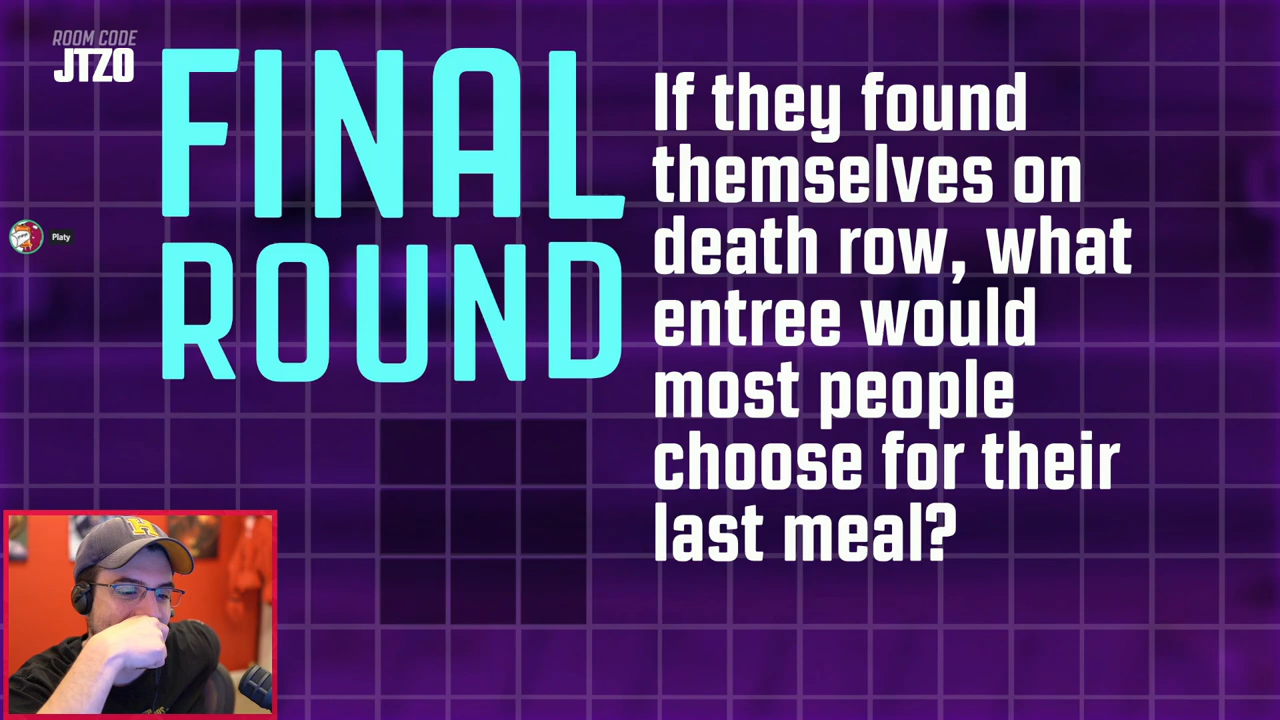 ROOM CODE
JTZO
FINAL
ROUND
If they found
themselves on
death row, what
entree would
most people
choose for their
last meal?
Platy